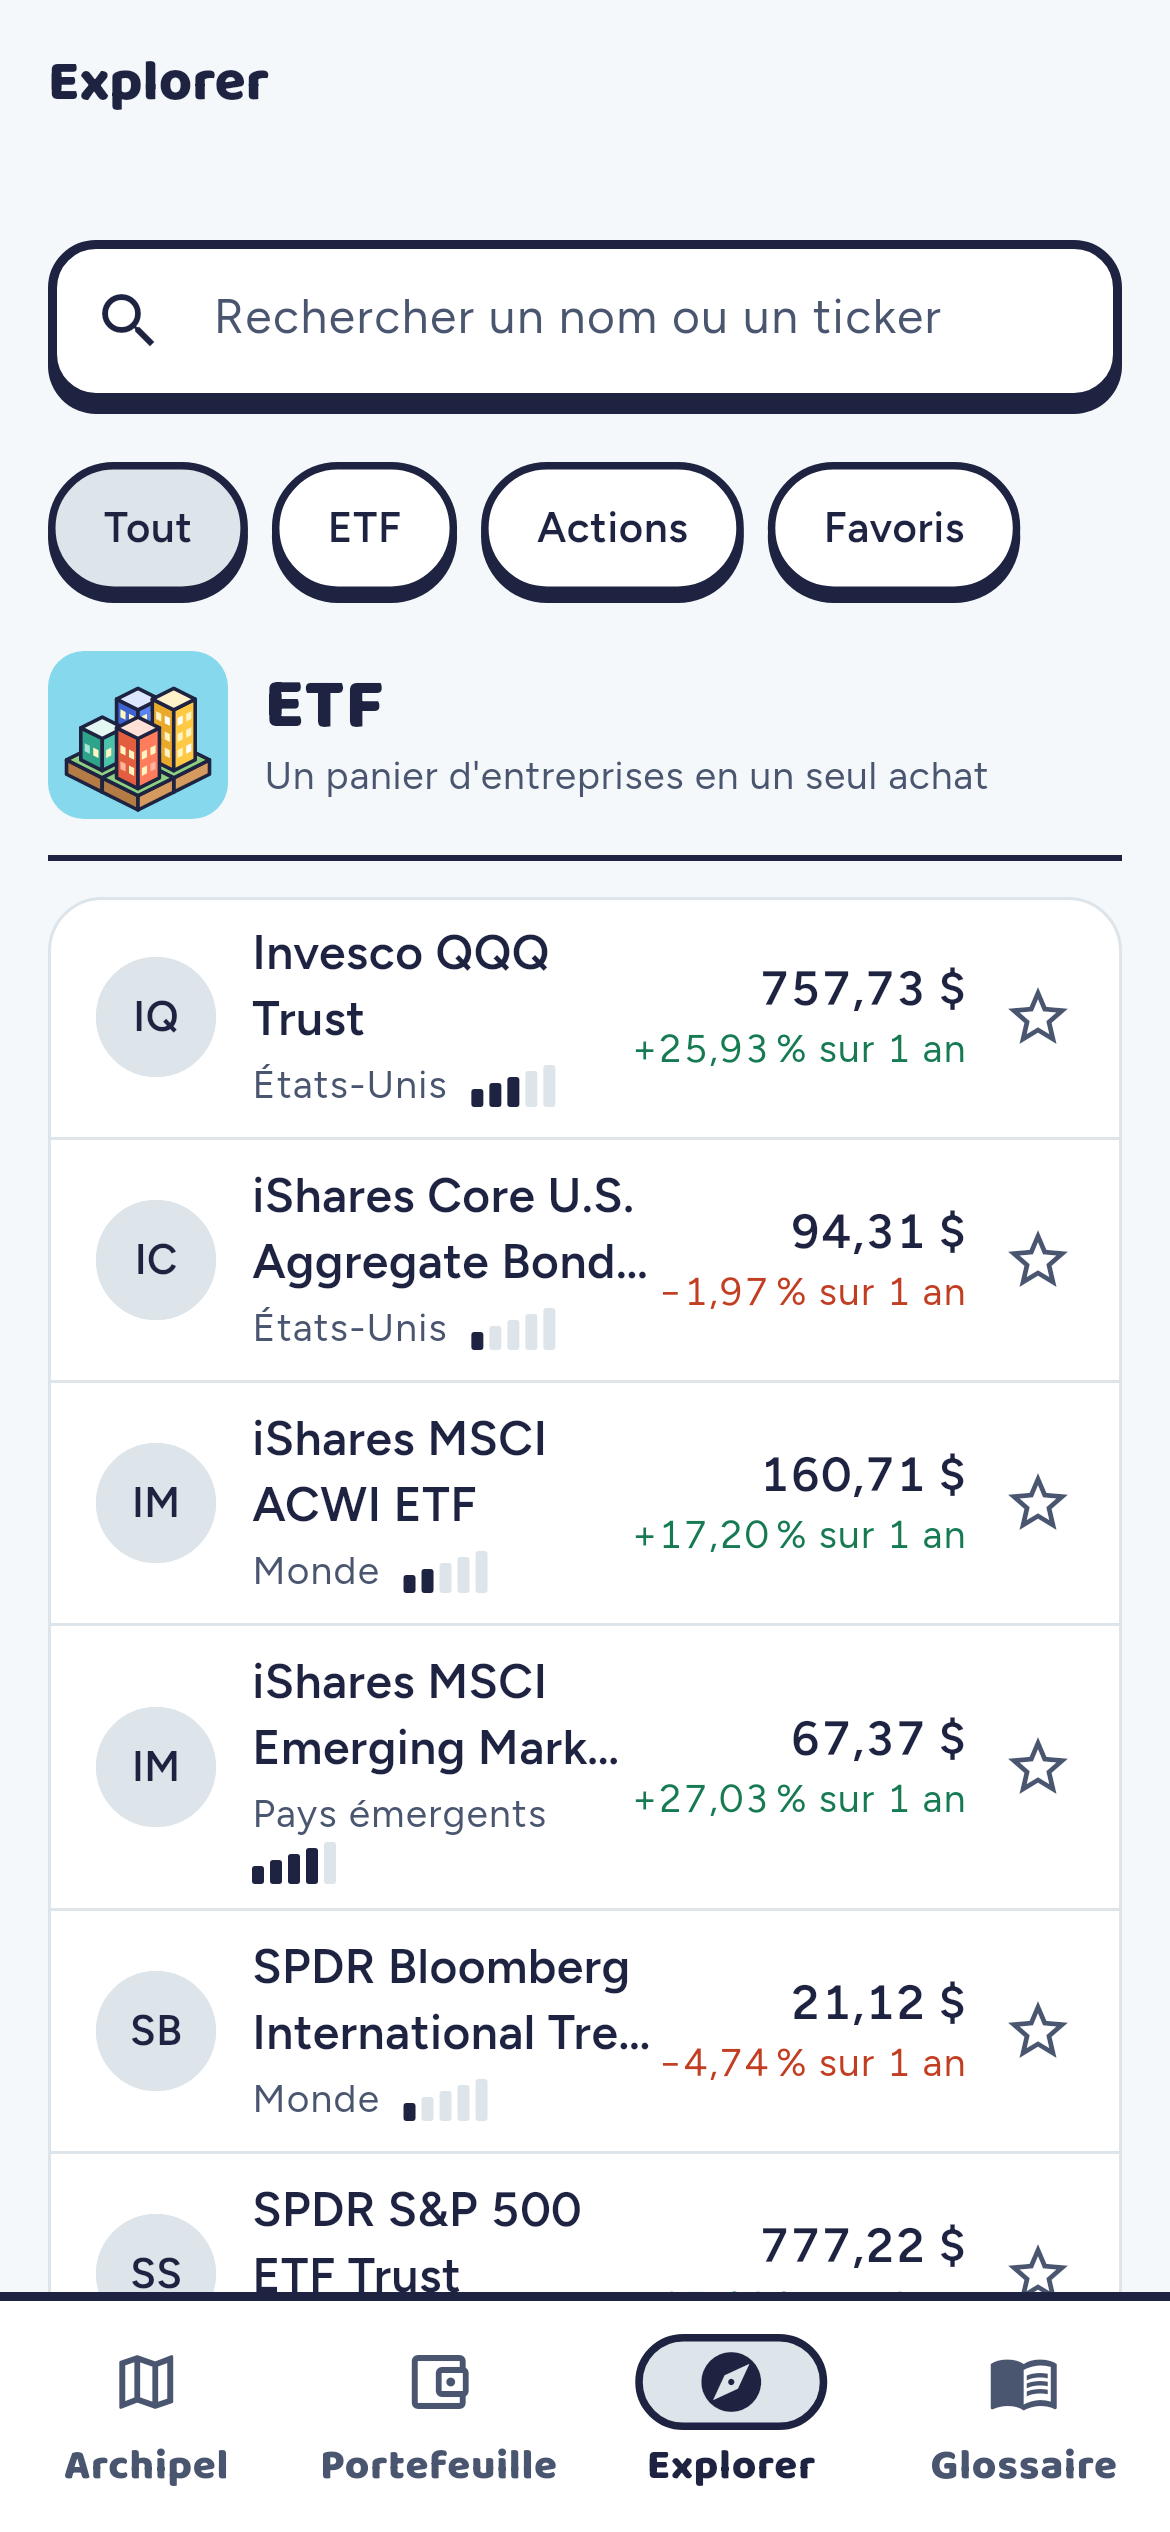 Explorer
Rechercher un nom ou un ticker
Tout
ETF
Actions
Favoris
ETF
Un panier d'entreprises en un seul achat
IQ
Invesco QQQ
Trust
États-Unis
757,73 $
+25,93 % sur 1 an
IC
iShares Core U.S.
Aggregate Bond...
États-Unis
94,31 $
−1,97 % sur 1 an
IM
iShares MSCI
ACWI ETF
Monde
160,71 $
+17,20 % sur 1 an
IM
iShares MSCI
Emerging Mark...
Pays émergents
67,37 $
+27,03 % sur 1 an
SB
SPDR Bloomberg
International Tre...
Monde
21,12 $
−4,74 % sur 1 an
SS
SPDR S&P 500
ETF Trust
777,22 $
Archipel
Portefeuille
Explorer
Glossaire